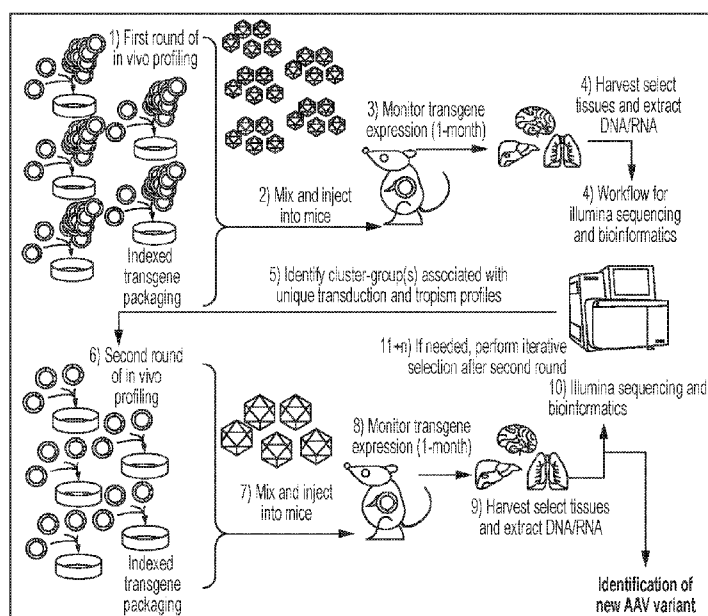 1) First round of
in vivo profiling
Indexed
transgene
packaging
2) Mix and inject
into mice
3) Monitor transgene
expression (1-month)
4) Harvest select
tissues and extract
DNA/RNA
4) Workflow for
illumina sequencing
and bioinformatics
5) Identify cluster-group(s) associated with
unique transduction and tropism profiles
6) Second round
of in vivo
profiling
Indexed
transgene
packaging
7) Mix and inject
into mice
8) Monitor transgene
expression (1-month)
9) Harvest select tissues
and extract DNA/RNA
10) Illumina sequencing and
bioinformatics
11+n) If needed, perform iterative
selection after second round
Identification of
new AAV variant